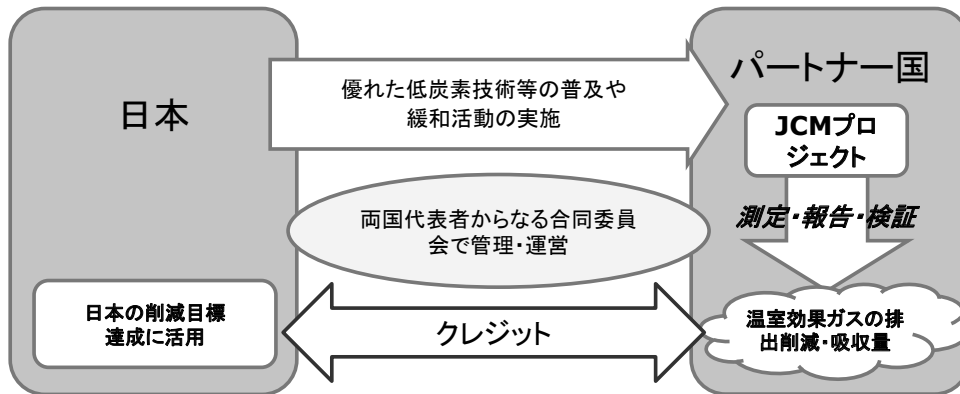 日本
優れた低炭素技術等の普及や
緩和活動の実施
パートナー国
JCMプロ
ジェクト
測定・報告・検証
両国代表者からなる合同委員
会で管理・運営
日本の削減目標
達成に活用
クレジット
温室効果ガスの排
出削減・吸収量